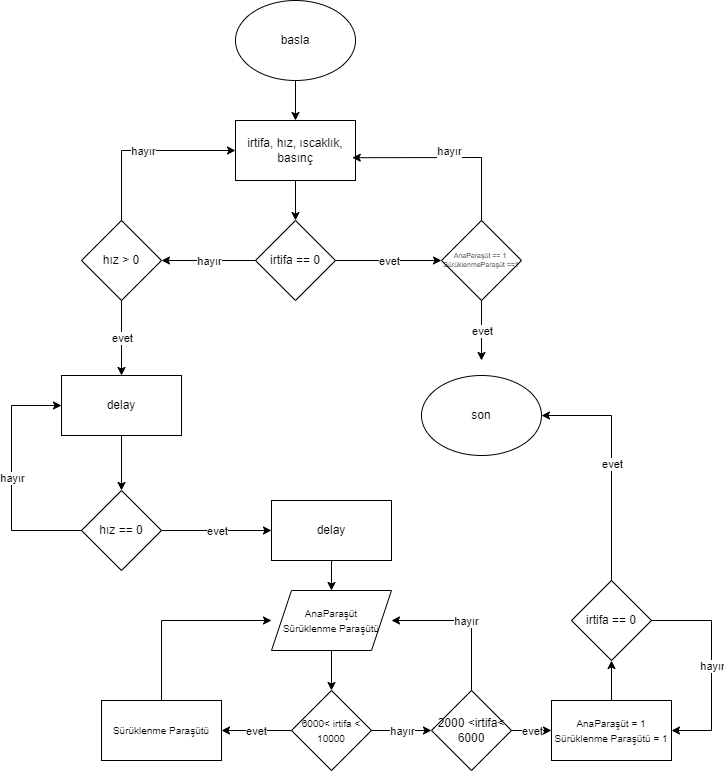 basla
irtifa, hız, ıscaklık,
basınç
hayır
hayır
hız > 0
hayır
irtifa == 0
evet
AnaParaşüt == 1
SürüklenmeParaşüt ==1
evet
evet
delay
son
hayır
evet
hız == 0
evet
delay
AnaParaşüt
Sürüklenme Paraşütü
hayır
irtifa == 0
hayır
Sürüklenme Paraşütü
evet
6000< irtifa <
10000
hayır
2000 <irtifa<
6000
evet
AnaParaşüt = 1
Sürüklenme Paraşütü = 1